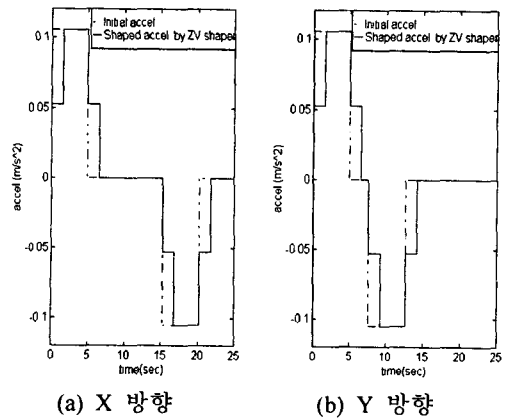 Initial accel
Shaped accel by ZV shaper
0.1
0.05
0
-0.05
-0.1
accel (m/s^2)
0 5 10 15 20 25
time(sec)
(a) X 방향
Initial accel
Shaped accel by ZV shaper
0.1
0.05
0
-0.05
-0.1
accel (m/s^2)
0 5 10 15 20 25
time(sec)
(b) Y 방향